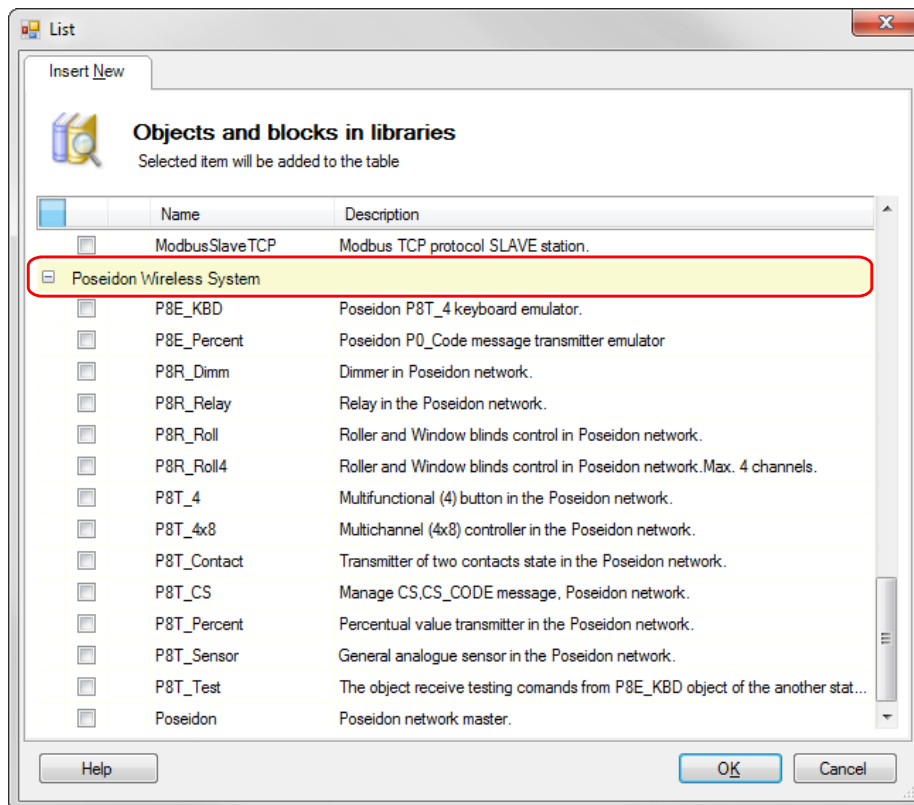 List
Insert New
Objects and blocks in libraries
Selected item will be added to the table
Name Description
ModbusSlaveTCP Modbus TCP protocol SLAVE station.
Poseidon Wireless System
P8E_KBD Poseidon P8T_4 keyboard emulator.
P8E_Percent Poseidon P0_Code message transmitter emulator
P8R_Dimm Dimmer in Poseidon network.
P8R_Relay Relay in the Poseidon network.
P8R_Roll Roller and Window blinds control in Poseidon network.
P8R_Roll4 Roller and Window blinds control in Poseidon network.Max. 4 channels.
P8T_4 Multifunctional (4) button in the Poseidon network.
P8T_4x8 Multichannel (4x8) controller in the Poseidon network.
P8T_Contact Transmitter of two contacts state in the Poseidon network.
P8T_CS Manage CS,CS_CODE message, Poseidon network.
P8T_Percent Percentual value transmitter in the Poseidon network.
P8T_Sensor General analogue sensor in the Poseidon network.
P8T_Test The object receive testing comands from P8E_KBD object of the another stat...
Poseidon Poseidon network master.
Help OK Cancel